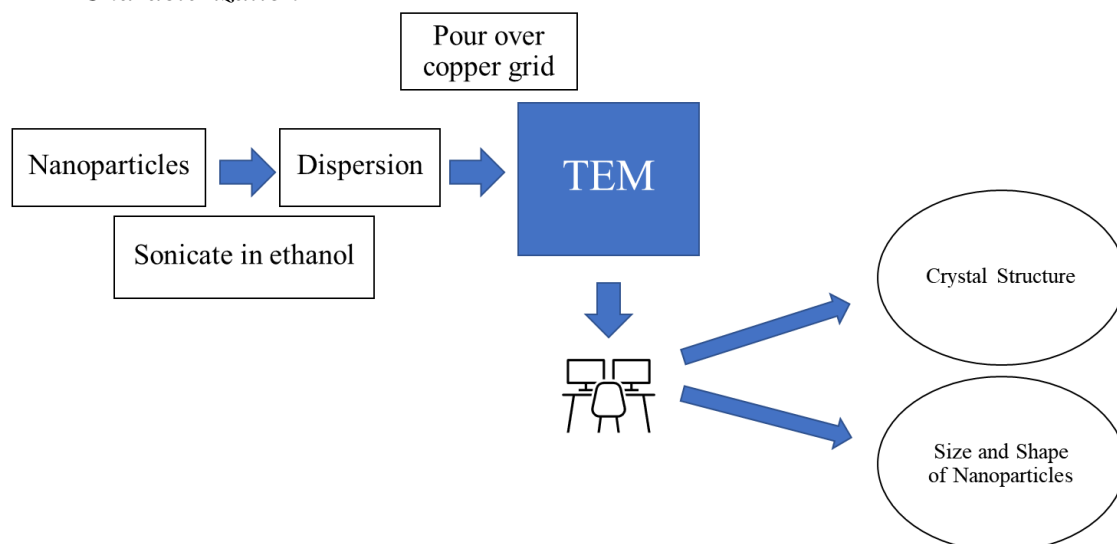 Pour over
copper grid
Nanoparticles
Dispersion
TEM
Sonicate in ethanol
Crystal Structure
Size and Shape
of Nanoparticles